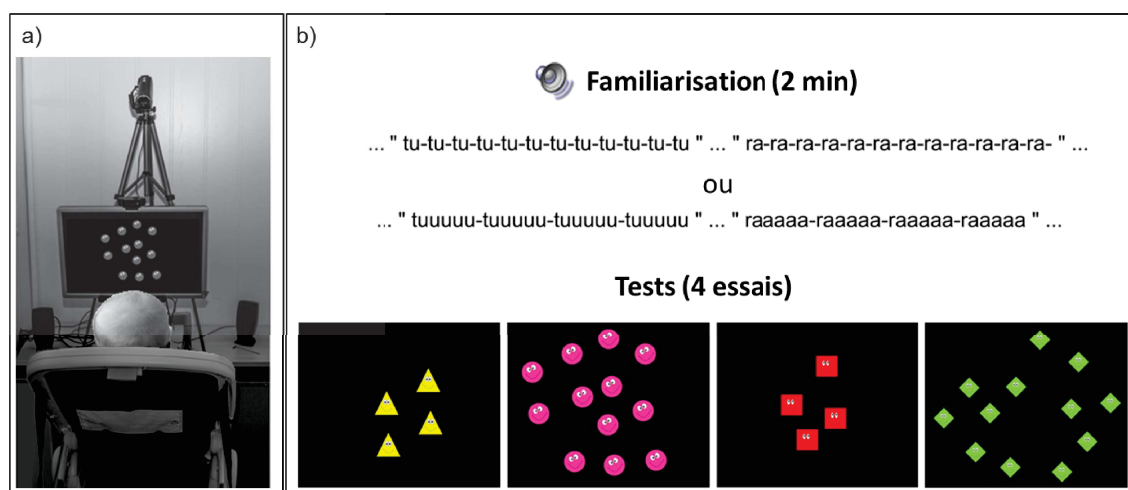 a)
b)
Familiarisation (2 min)
... " tu-tu-tu-tu-tu-tu-tu-tu-tu-tu-tu-tu " ... " ra-ra-ra-ra-ra-ra-ra-ra-ra-ra-ra-ra- " ...
ou
... " tuuuuu-tuuuuu-tuuuuu-tuuuuu " ... " raaaaa-raaaaa-raaaaa-raaaaa " ...
Tests (4 essais)